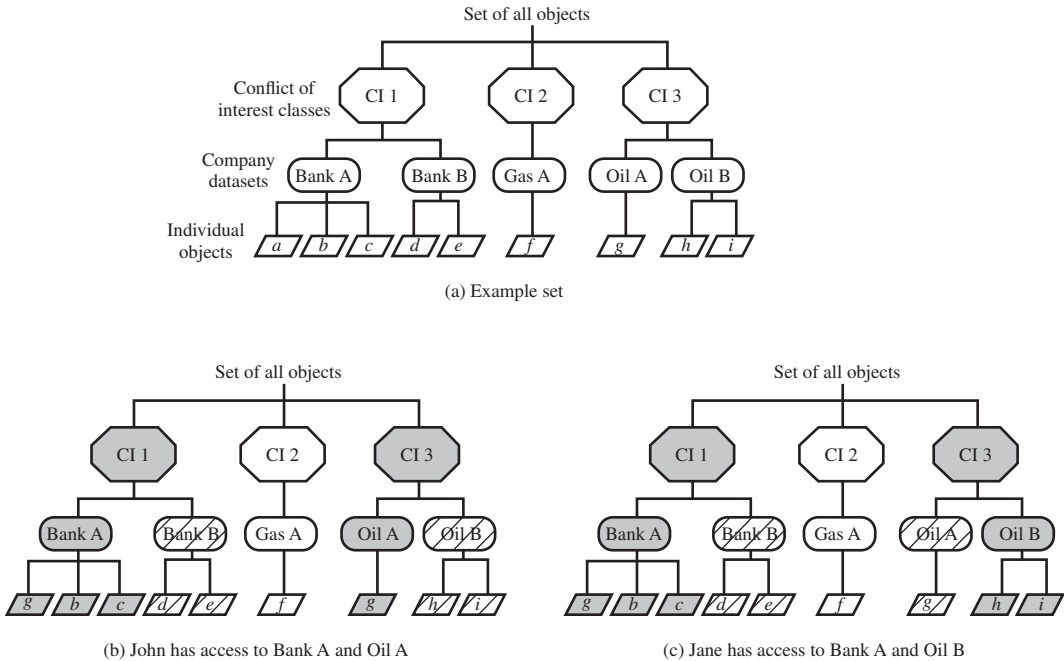 Set of all objects
Conflict of
interest classes
CI 1
CI 2
CI 3
Company
datasets
Bank A
Bank B
Gas A
Oil A
Oil B
Individual
objects
a
b
c
d
e
f
g
h
i
(a) Example set
Set of all objects
CI 1
CI 2
CI 3
Bank A
Bank B
Gas A
Oil A
Oil B
g
b
c
d
e
f
g
h
i
(b) John has access to Bank A and Oil A
Set of all objects
CI 1
CI 2
CI 3
Bank A
Bank B
Gas A
Oil A
Oil B
g
b
c
d
e
f
g
h
i
(c) Jane has access to Bank A and Oil B